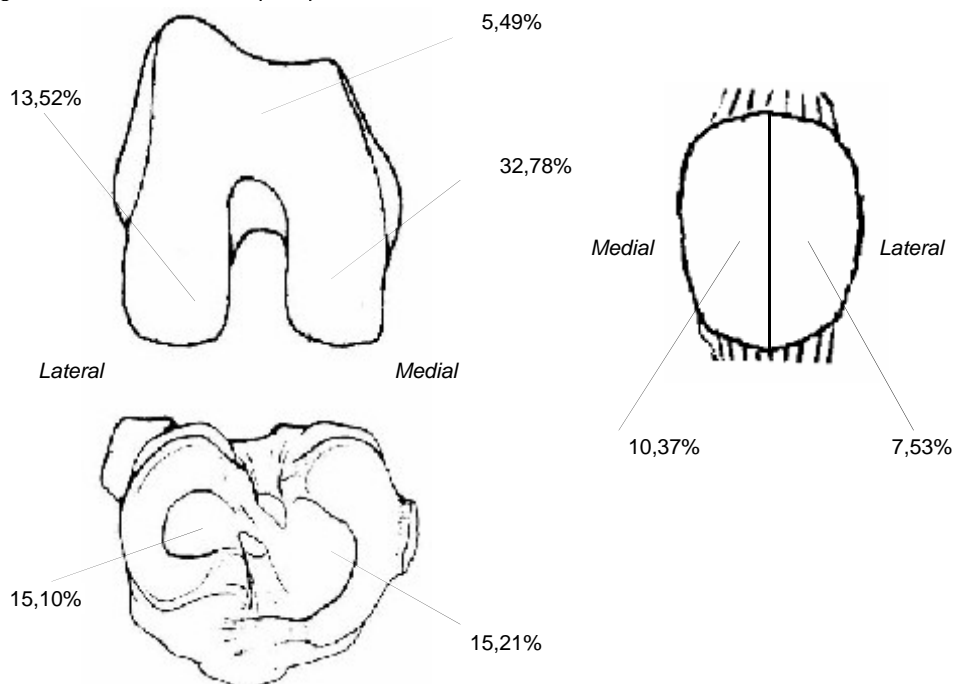 5,49%
13,52%
32,78%
Medial
Lateral
Lateral
Medial
10,37%
7,53%
15,10%
15,21%